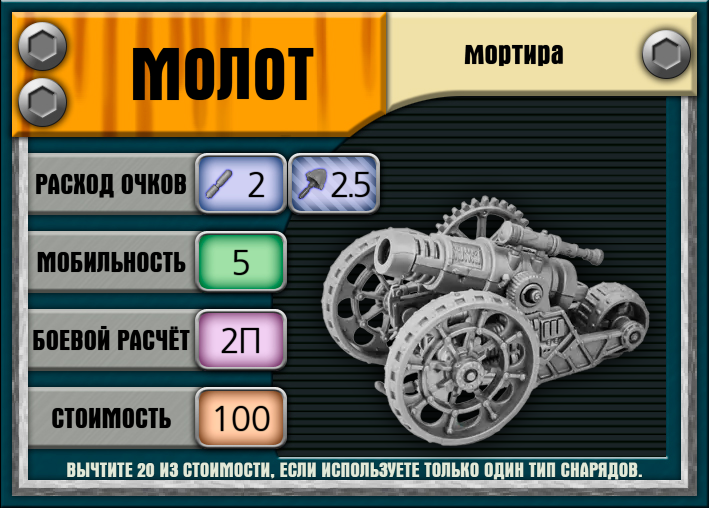 МОЛОТ
мортира
РАСХОД ОЧКОВ 2 2.5
МОБИЛЬНОСТЬ 5
БОЕВОЙ РАСЧЁТ 2П
СТОИМОСТЬ 100
ВЫЧТИТЕ 20 ИЗ СТОИМОСТИ, ЕСЛИ ИСПОЛЬЗУЕТЕ ТОЛЬКО ОДИН ТИП СНАРЯДОВ.